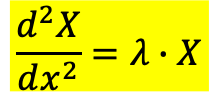 d²X/dx² = λ · X